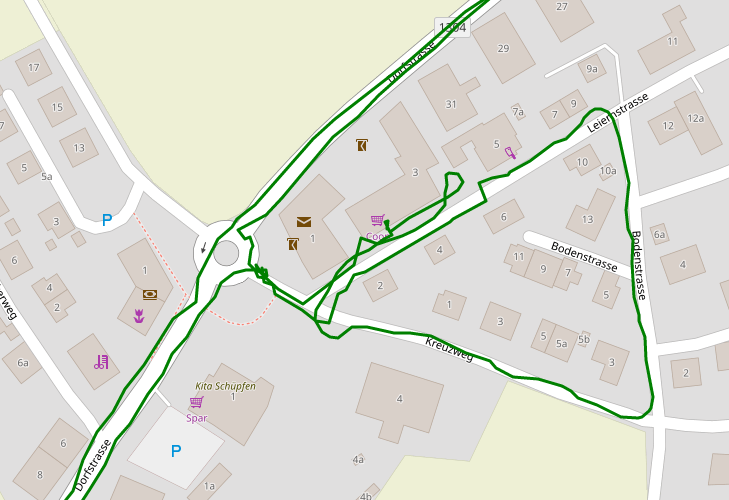 27
1304
29
11
Dorfstrasse
17
9a
15
31
7a
7
9
Leiernstrasse
12
12a
13
5
10
10a
5
5a
3
P
3
Coop
6
13
6a
1
4
Bodenstrasse
6
1
11
9
7
4
4
2
2
5
Bodenstrasse
1
3
5
5a
5b
Kreuzweg
3
6a
2
Kita Schüpfen
1
4
Spar
Dorfstrasse
6
P
8
1a
4a
4b